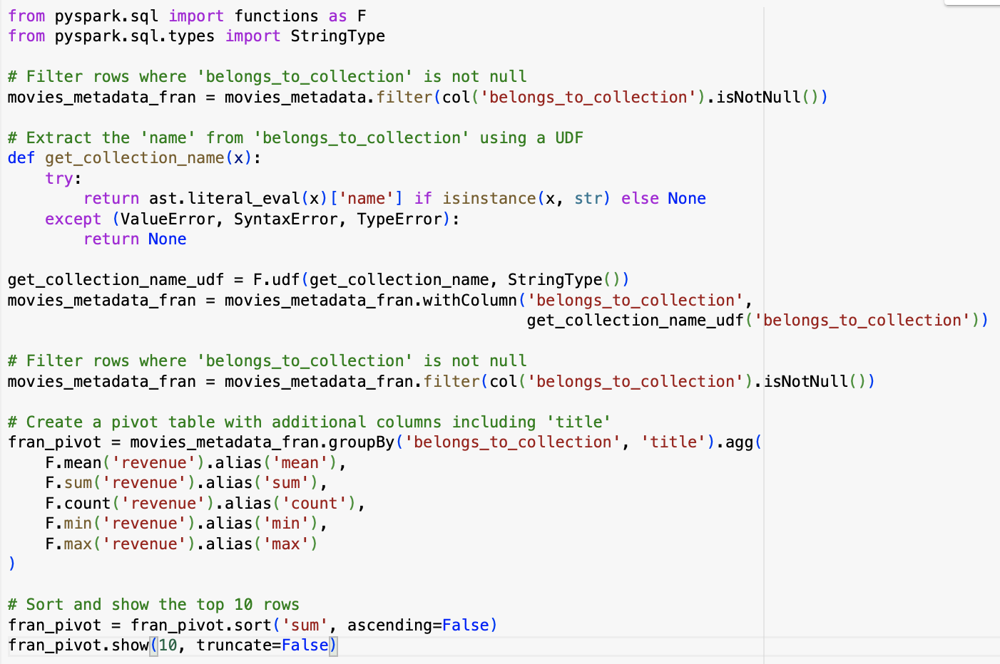 from pyspark.sql import functions as F
from pyspark.sql.types import StringType

# Filter rows where 'belongs_to_collection' is not null
movies_metadata_fran = movies_metadata.filter(col('belongs_to_collection').isNotNull())

# Extract the 'name' from 'belongs_to_collection' using a UDF
def get_collection_name(x):
    try:
        return ast.literal_eval(x)['name'] if isinstance(x, str) else None
    except (ValueError, SyntaxError, TypeError):
        return None

get_collection_name_udf = F.udf(get_collection_name, StringType())
movies_metadata_fran = movies_metadata_fran.withColumn('belongs_to_collection',
                                                       get_collection_name_udf('belongs_to_collection'))

# Filter rows where 'belongs_to_collection' is not null
movies_metadata_fran = movies_metadata_fran.filter(col('belongs_to_collection').isNotNull())

# Create a pivot table with additional columns including 'title'
fran_pivot = movies_metadata_fran.groupBy('belongs_to_collection', 'title').agg(
    F.mean('revenue').alias('mean'),
    F.sum('revenue').alias('sum'),
    F.count('revenue').alias('count'),
    F.min('revenue').alias('min'),
    F.max('revenue').alias('max')
)

# Sort and show the top 10 rows
fran_pivot = fran_pivot.sort('sum', ascending=False)
fran_pivot.show(10, truncate=False)